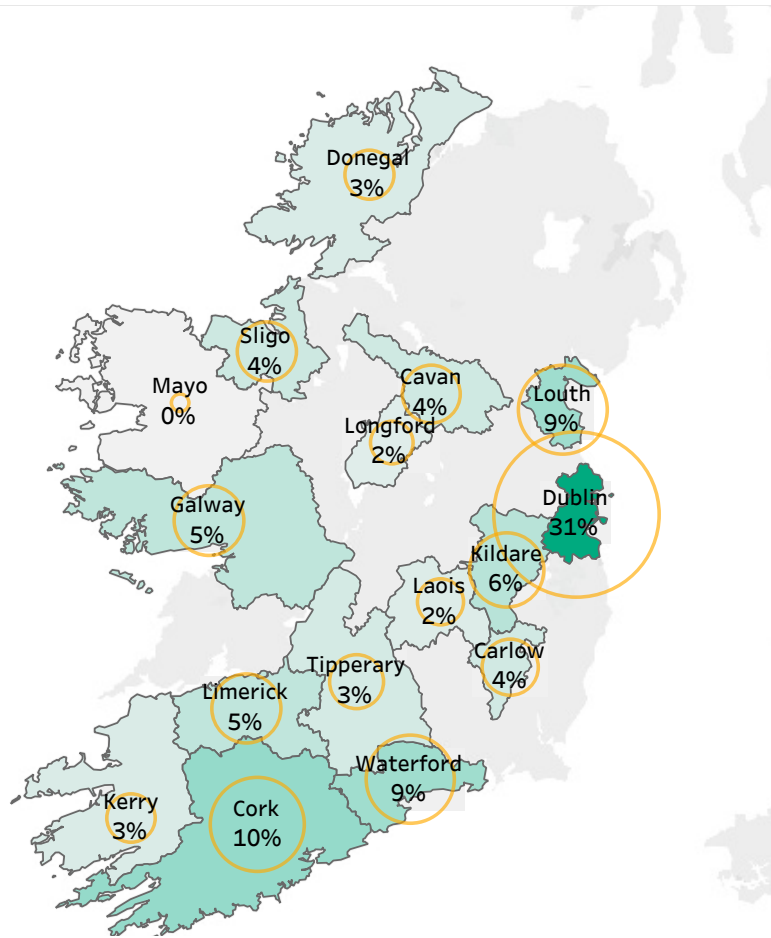 Donegal
3%
Sligo
4%
Mayo
0%
Cavan
4%
Louth
9%
Longford
2%
Galway
5%
Dublin
31%
Kildare
6%
Laois
2%
Carlow
4%
Tipperary
3%
Limerick
5%
Waterford
9%
Kerry
3%
Cork
10%